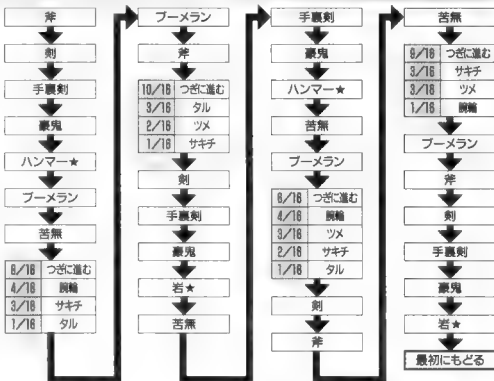 斧
剣
手裏剣
豪鬼
ハンマー★
ブーメラン
苦無
8/16 つぎに進む
4/16 腕輪
3/16 サキチ
1/16 タル
ブーメラン
斧
10/16 つぎに進む
3/16 タル
2/16 ツメ
1/16 サキチ
剣
手裏剣
豪鬼
岩★
苦無
手裏剣
豪鬼
ハンマー★
苦無
ブーメラン
6/16 つぎに進む
4/16 腕輪
3/16 ツメ
2/16 サキチ
1/16 タル
剣
斧
苦無
9/16 つぎに進む
3/16 サキチ
3/16 ツメ
1/16 腕輪
ブーメラン
斧
剣
手裏剣
豪鬼
岩★
最初にもどる